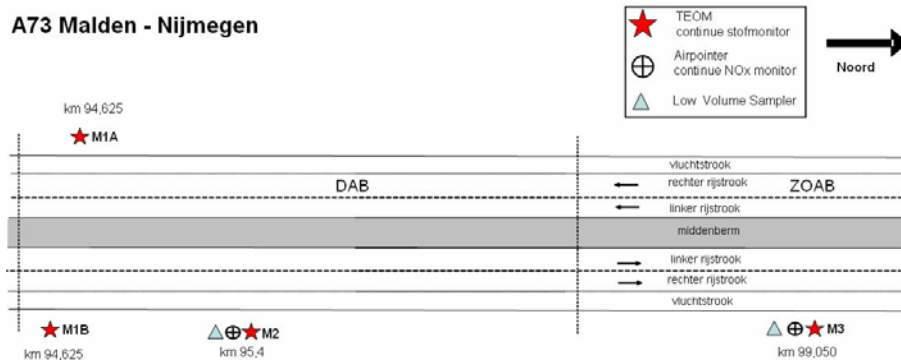 A73 Malden - Nijmegen
TEOM
continue stofmonitor
Airpointer
continue NOx monitor
Low Volume Sampler
Noord
km 94,625
M1A
vluchtstrook
DAB
rechter rijstrook
ZOAB
linker rijstrook
middenberm
linker rijstrook
rechter rijstrook
vluchtstrook
M1B
M2
M3
km 94,625
km 95,4
km 99,050